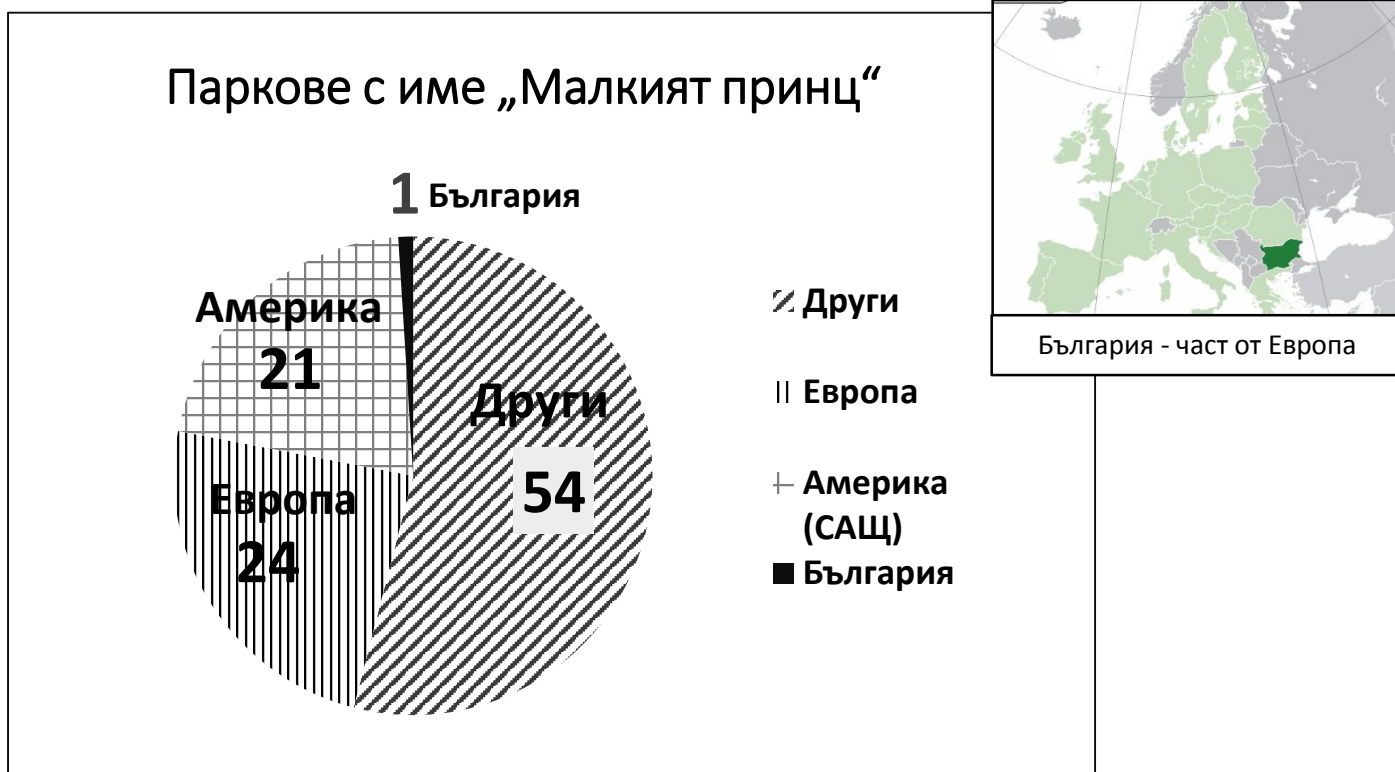 Паркове с име „Малкият принц“
1 България
Америка
21
Други
54
Европа
24
Други
Европа
Америка
(САЩ)
България
България - част от Европа